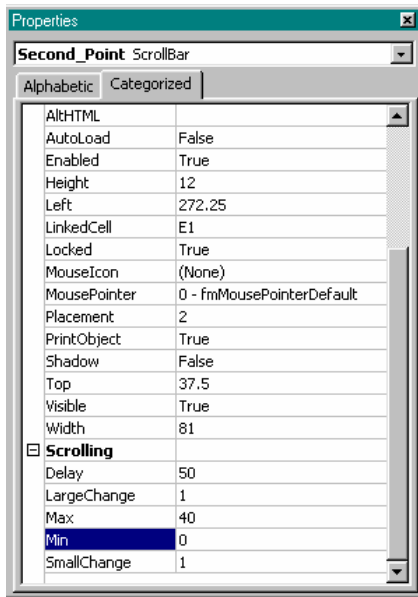 Properties
Second_Point ScrollBar
Alphabetic Categorized
AltHTML
AutoLoad False
Enabled True
Height 12
Left 272.25
LinkedCell E1
Locked True
MouseIcon (None)
MousePointer 0 - fmMousePointerDefault
Placement 2
PrintObject True
Shadow False
Top 37.5
Visible True
Width 81
Scrolling
Delay 50
LargeChange 1
Max 40
Min 0
SmallChange 1